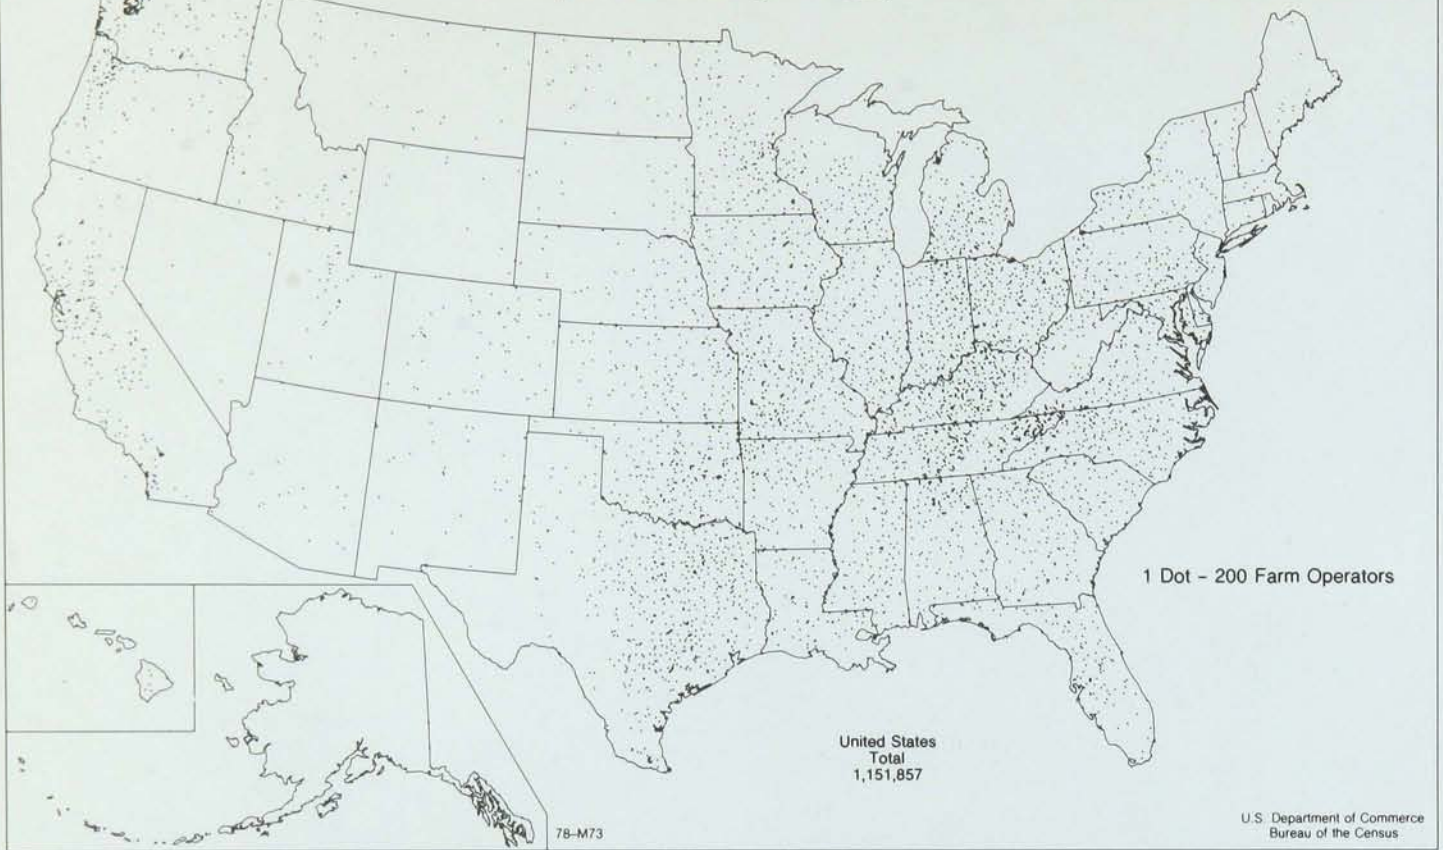 1 Dot – 200 Farm Operators
United States
Total
1,151,857
78–M73
U.S. Department of Commerce
Bureau of the Census